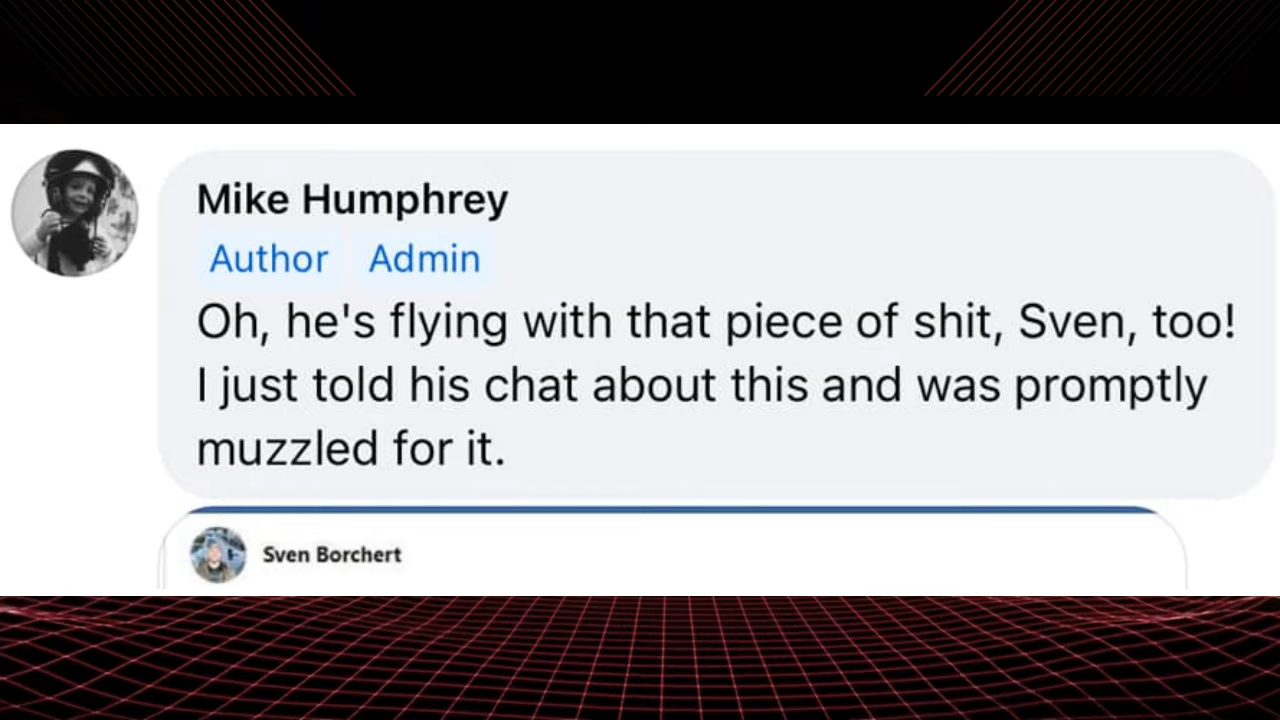 Mike Humphrey
Author Admin
Oh, he's flying with that piece of shit, Sven, too!
I just told his chat about this and was promptly
muzzled for it.
Sven Borchert